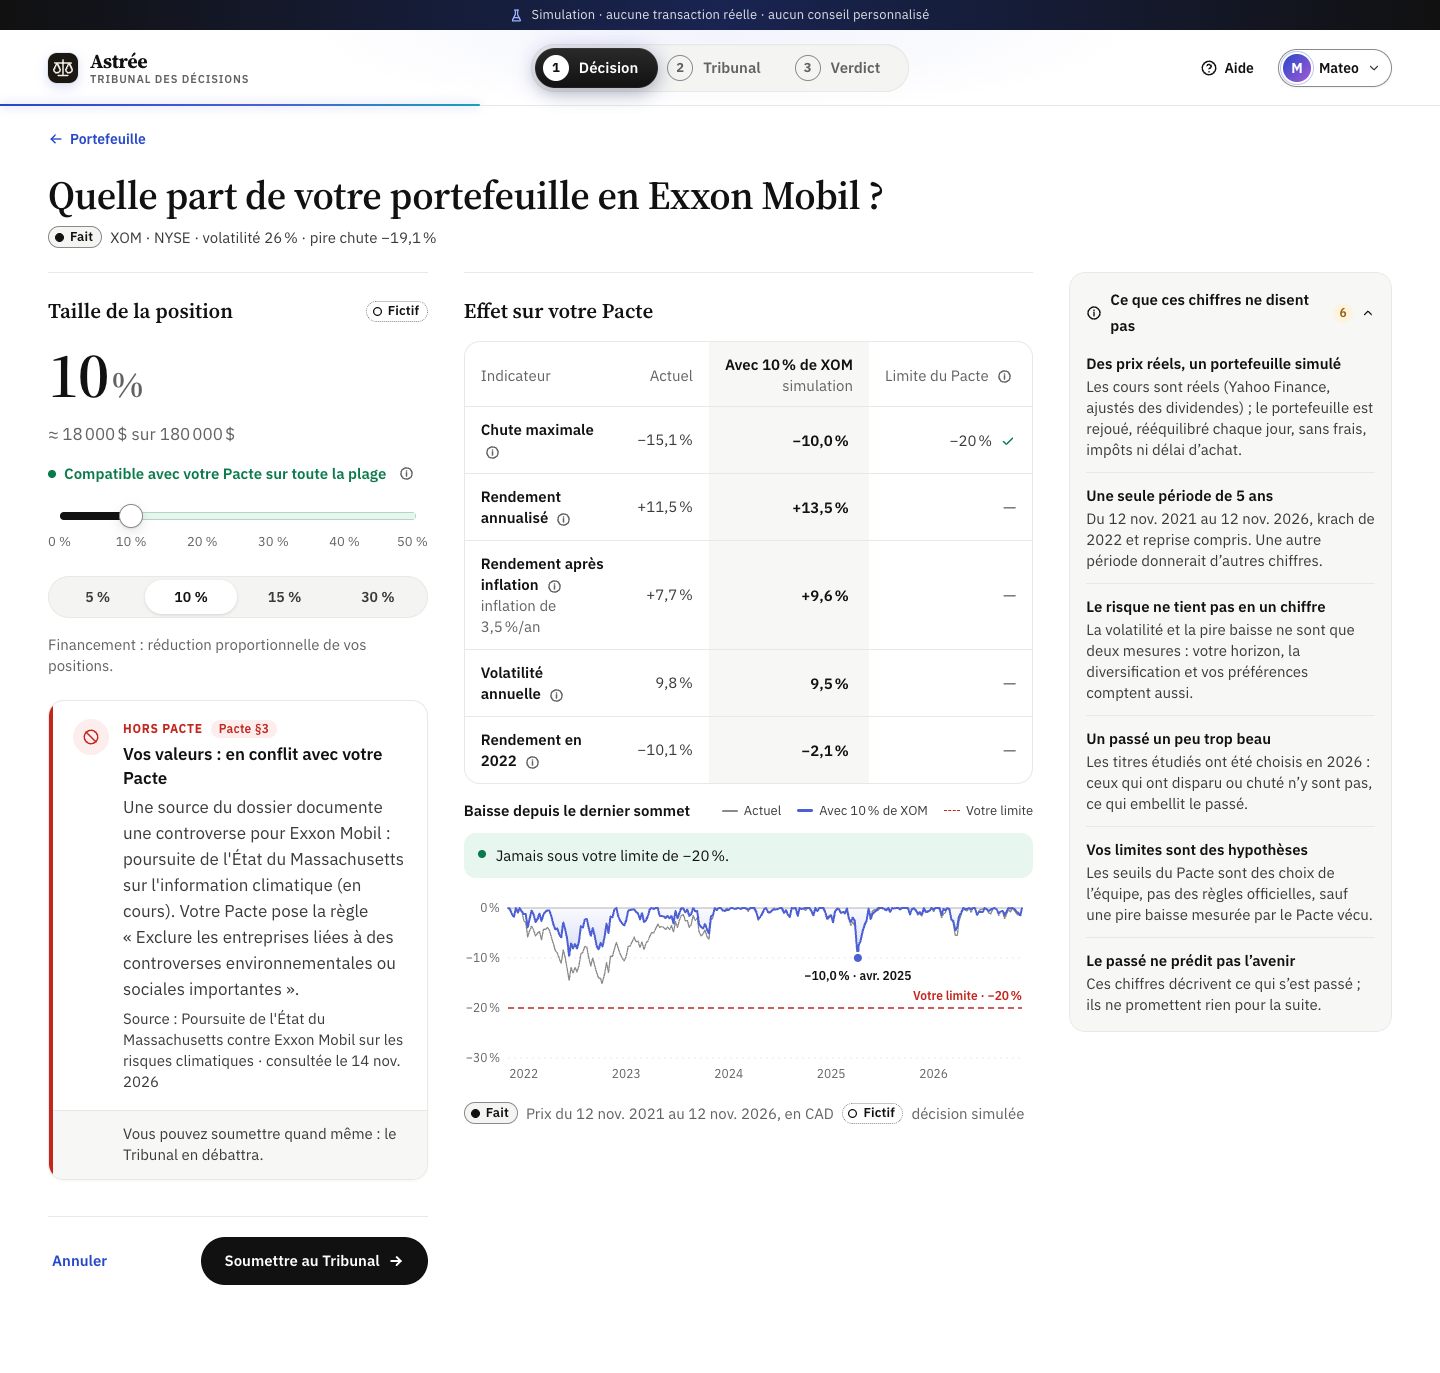 Simulation · aucune transaction réelle · aucun conseil personnalisé
Astrée
TRIBUNAL DES DÉCISIONS
1 Décision
2 Tribunal
3 Verdict
Aide
M Mateo
← Portefeuille
Quelle part de votre portefeuille en Exxon Mobil ?
Fait XOM · NYSE · volatilité 26 % · pire chute −19,1 %
Taille de la position
Fictif
10 %
≈ 18 000 $ sur 180 000 $
Compatible avec votre Pacte sur toute la plage
0 % 10 % 20 % 30 % 40 % 50 %
5 % 10 % 15 % 30 %
Financement : réduction proportionnelle de vos
positions.
HORS PACTE Pacte §3
Vos valeurs : en conflit avec votre
Pacte
Une source du dossier documente
une controverse pour Exxon Mobil :
poursuite de l'État du Massachusetts
sur l'information climatique (en
cours). Votre Pacte pose la règle
« Exclure les entreprises liées à des
controverses environnementales ou
sociales importantes ».
Source : Poursuite de l'État du
Massachusetts contre Exxon Mobil sur les
risques climatiques · consultée le 14 nov.
2026
Vous pouvez soumettre quand même : le
Tribunal en débattra.
Annuler
Soumettre au Tribunal →
Effet sur votre Pacte
Indicateur Actuel Avec 10 % de XOM Limite du Pacte
simulation
Chute maximale −15,1 % −10,0 % −20 % ✓
Rendement
annualisé +11,5 % +13,5 % —
Rendement après
inflation
inflation de
3,5 %/an
+7,7 % +9,6 % —
Volatilité
annuelle 9,8 % 9,5 % —
Rendement en
2022 −10,1 % −2,1 % —
Baisse depuis le dernier sommet
Actuel Avec 10 % de XOM Votre limite
Jamais sous votre limite de −20 %.
0 %
−10 %
−10,0 % · avr. 2025
Votre limite · −20 %
−20 %
−30 %
2022 2023 2024 2025 2026
Fait Prix du 12 nov. 2021 au 12 nov. 2026, en CAD Fictif décision simulée
Ce que ces chiffres ne disent
pas
6
Des prix réels, un portefeuille simulé
Les cours sont réels (Yahoo Finance,
ajustés des dividendes) ; le portefeuille est
rejoué, rééquilibré chaque jour, sans frais,
impôts ni délai d’achat.
Une seule période de 5 ans
Du 12 nov. 2021 au 12 nov. 2026, krach de
2022 et reprise compris. Une autre
période donnerait d’autres chiffres.
Le risque ne tient pas en un chiffre
La volatilité et la pire baisse ne sont que
deux mesures : votre horizon, la
diversification et vos préférences
comptent aussi.
Un passé un peu trop beau
Les titres étudiés ont été choisis en 2026 :
ceux qui ont disparu ou chuté n’y sont pas,
ce qui embellit le passé.
Vos limites sont des hypothèses
Les seuils du Pacte sont des choix de
l’équipe, pas des règles officielles, sauf
une pire baisse mesurée par le Pacte vécu.
Le passé ne prédit pas l’avenir
Ces chiffres décrivent ce qui s’est passé ;
ils ne promettent rien pour la suite.